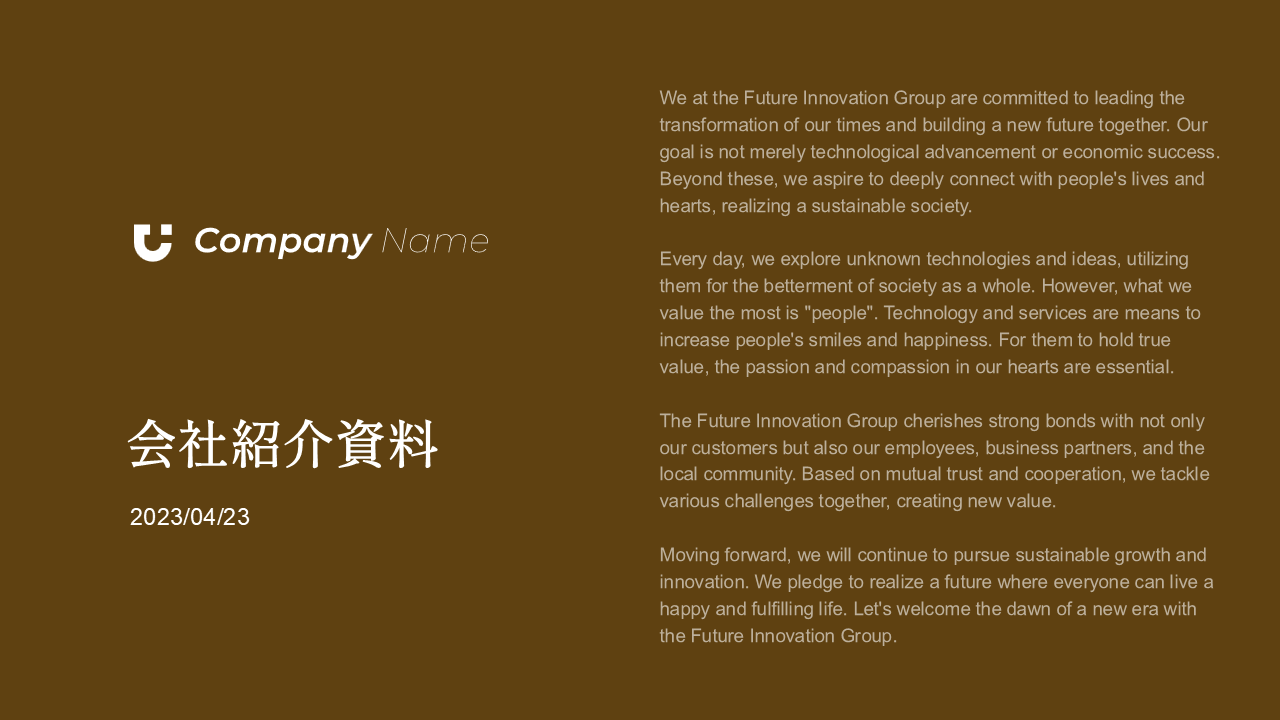 Company Name
会社紹介資料
2023/04/23
We at the Future Innovation Group are committed to leading the
transformation of our times and building a new future together. Our
goal is not merely technological advancement or economic success.
Beyond these, we aspire to deeply connect with people's lives and
hearts, realizing a sustainable society.
Every day, we explore unknown technologies and ideas, utilizing
them for the betterment of society as a whole. However, what we
value the most is "people". Technology and services are means to
increase people's smiles and happiness. For them to hold true
value, the passion and compassion in our hearts are essential.
The Future Innovation Group cherishes strong bonds with not only
our customers but also our employees, business partners, and the
local community. Based on mutual trust and cooperation, we tackle
various challenges together, creating new value.
Moving forward, we will continue to pursue sustainable growth and
innovation. We pledge to realize a future where everyone can live a
happy and fulfilling life. Let's welcome the dawn of a new era with
the Future Innovation Group.